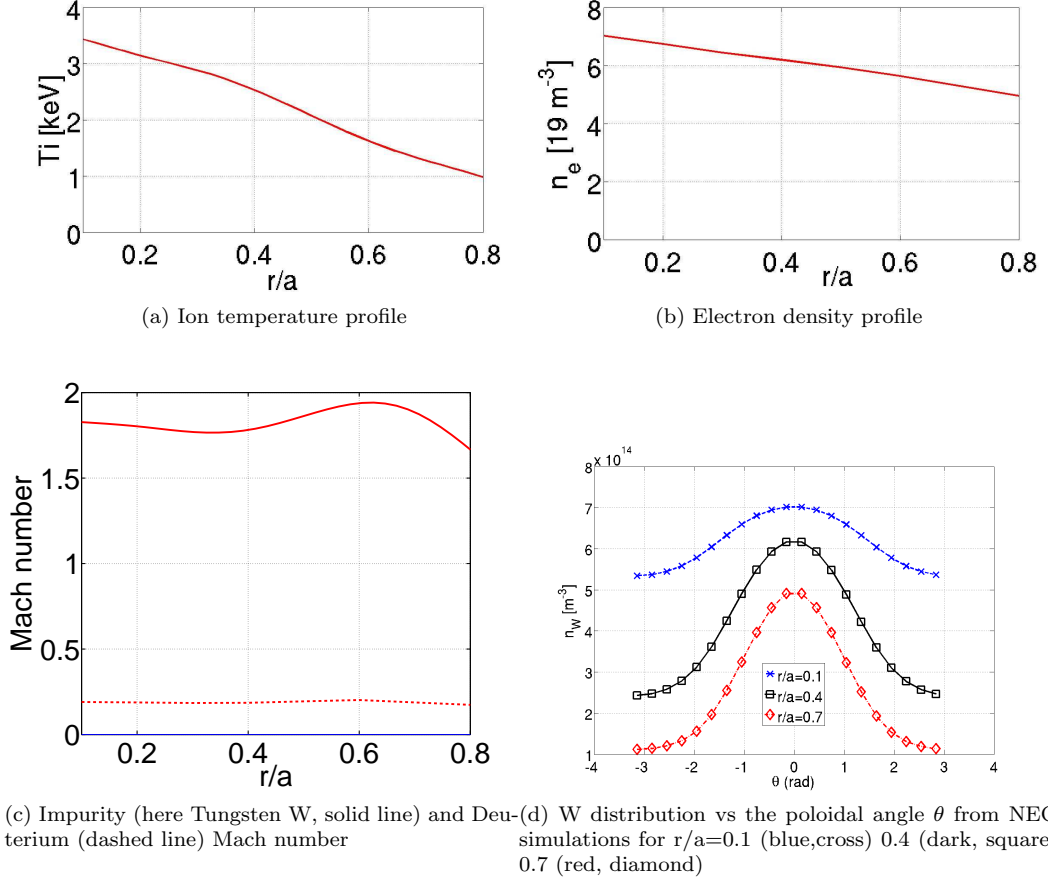 4
3
2
1
0
Ti [keV]
0.2
0.4
0.6
0.8
r/a
(a) Ion temperature profile
8
6
4
2
0
n_e [19 m^-3]
0.2
0.4
0.6
0.8
r/a
(b) Electron density profile
2
1.5
1
0.5
0
Mach number
0.2
0.4
0.6
0.8
r/a
(c) Impurity (here Tungsten W, solid line) and Deu-
terium (dashed line) Mach number
x 10^14
8
7
6
5
4
3
2
1
n_W [m^-3]
r/a=0.1
r/a=0.4
r/a=0.7
-4
-3
-2
-1
0
1
2
3
4
θ (rad)
(d) W distribution vs the poloidal angle θ from NEO
simulations for r/a=0.1 (blue,cross) 0.4 (dark, square
0.7 (red, diamond)